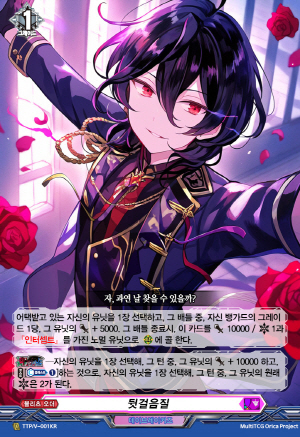 1
그레이드
자, 과연 날 찾을 수 있을까?
어택받고 있는 자신의 유닛을 1장 선택하고, 그 배틀 중, 자신 뱅가드의 그레이드 1당, 그 유닛의 + 5000. 그 배틀 종료시, 이 카드를 10000 / 1과
『인터셉트』 를 가진 노멀 유닛으로 에 콜 한다.
—자신의 유닛을 1장 선택해, 그 턴 중, 그 유닛의 + 10000 하고,
1]하는 것으로, 자신의 유닛을 1장 선택해, 그 턴 중, 그 유닛의 원래
은 2가 된다.
(블리츠 오더)
뒷걸음질
TTP/V-001KR
MultiTCG Orica Project